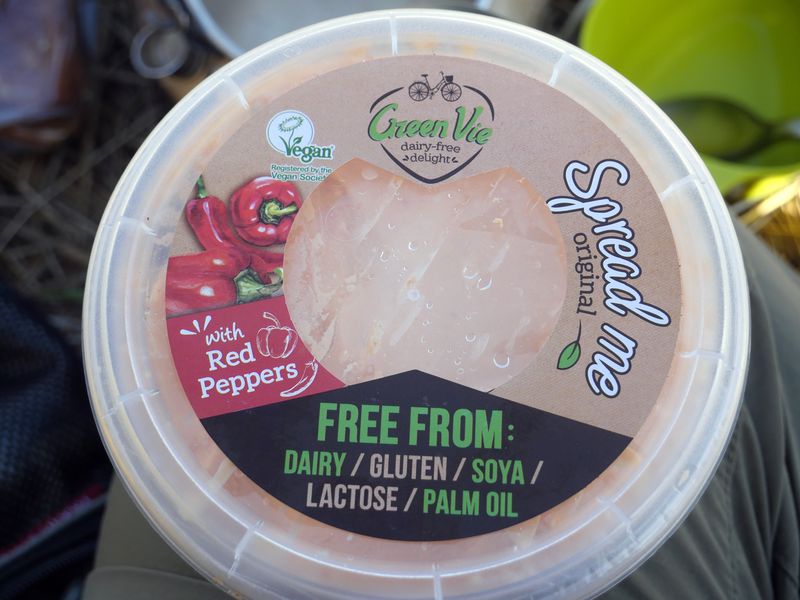 Green Vie
dairy-free
delight
Vegan
Registered by the
Vegan Society
Spread me
original
with
Red
Peppers
FREE FROM:
DAIRY / GLUTEN / SOYA /
LACTOSE / PALM OIL